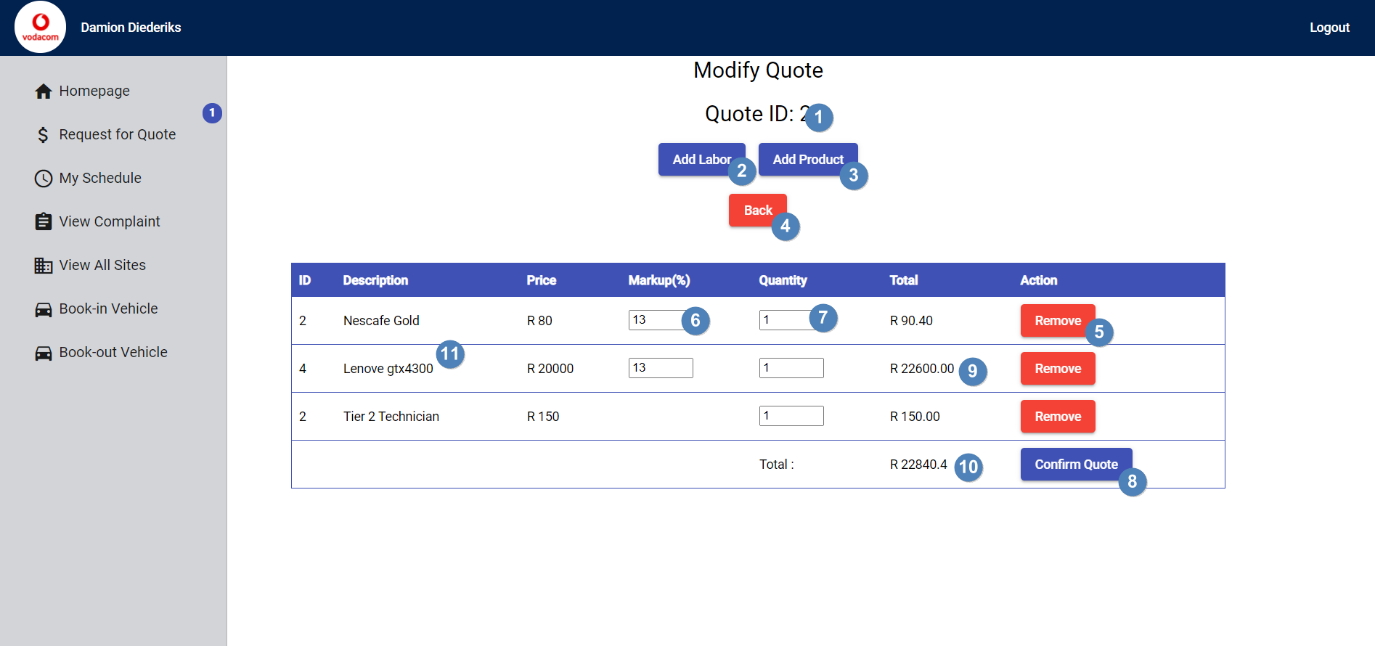 vodacom
Damion Diederiks
Logout
Homepage
1
Request for Quote
My Schedule
View Complaint
View All Sites
Book-in Vehicle
Book-out Vehicle
Modify Quote
Quote ID: 2
1
Add Labor
2
Add Product
3
Back
4
ID Description Price Markup(%) Quantity Total Action
2 Nescafe Gold R 80 13 6 1 7 R 90.40 Remove 5
4 Lenove gtx4300 11 R 20000 13 1 R 22600.00 9 Remove
2 Tier 2 Technician R 150 1 R 150.00 Remove
Total : R 22840.4 10 Confirm Quote 8